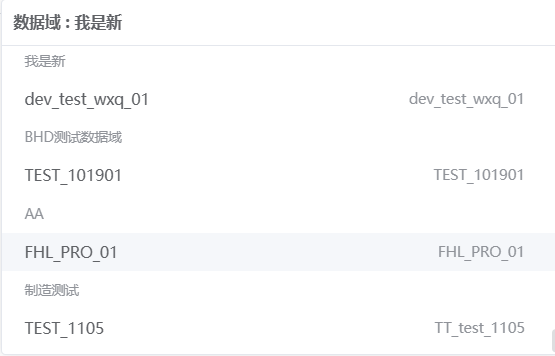 数据域 : 我是新
我是新
dev_test_wxq_01 dev_test_wxq_01
BHD测试数据域
TEST_101901 TEST_101901
AA
FHL_PRO_01 FHL_PRO_01
制造测试
TEST_1105 TT_test_1105